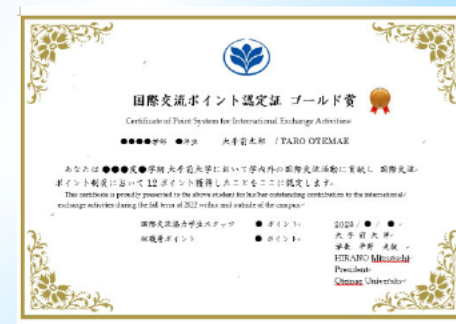 国際交流ポイント認定証 ゴールド賞
Certificate of Point System for International Exchange Activities
●●●●学部 ●年生 大手前太郎 / TARO OTEMAE
あなたは●●●度●学期大手前大学において学内外の国際交流活動に貢献し 国際交流
ポイント制度において12ポイント獲得したことをここに認定します。
This certificate is proudly presented to the above student for his/her outstanding contribution to the international
exchange activities during the fall term of 2022 within and outside of the campus
国際交流協力学生スタッフ ● ポイント
ポイント ● ポイント
2023 / ● / ●
大手前大学
学長 平野
HIRANO Mitsutoshi
President
Otemae University